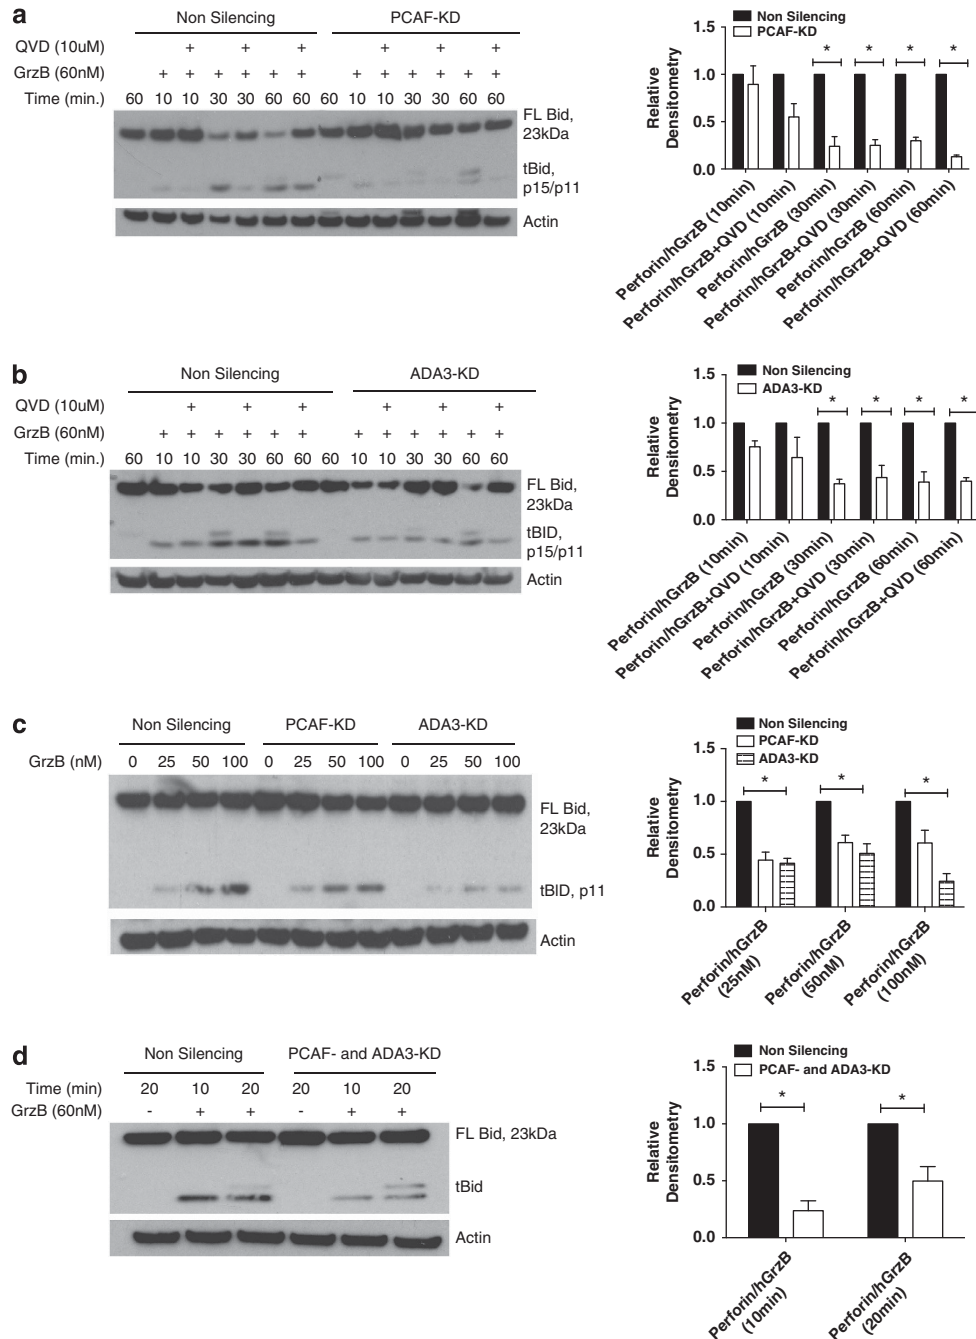 a
Non Silencing PCAF-KD
QVD (10uM) + + + + + +
GrzB (60nM) + + + + + + + + + + + +
Time (min.) 60 10 10 30 30 60 60 60 10 10 30 30 60 60
FL Bid,
23kDa
tBid,
p15/p11
Actin
Non Silencing
PCAF-KD
Relative
Densitometry
1.5
1.0
0.5
0.0
* * * *
Perforin/hGrzB (10min)
Perforin/hGrzB+QVD (10min)
Perforin/hGrzB (30min)
Perforin/hGrzB+QVD (30min)
Perforin/hGrzB (60min)
Perforin/hGrzB+QVD (60min)
b
Non Silencing ADA3-KD
QVD (10uM) + + + + + +
GrzB (60nM) + + + + + + + + + + + +
Time (min.) 60 10 10 30 30 60 60 60 10 10 30 30 60 60
FL Bid,
23kDa
tBID,
p15/p11
Actin
Non Silencing
ADA3-KD
Relative
Densitometry
1.5
1.0
0.5
0.0
* * * *
Perforin/hGrzB (10min)
Perforin/hGrzB+QVD (10min)
Perforin/hGrzB (30min)
Perforin/hGrzB+QVD (30min)
Perforin/hGrzB (60min)
Perforin/hGrzB+QVD (60min)
c
Non Silencing PCAF-KD ADA3-KD
GrzB (nM) 0 25 50 100 0 25 50 100 0 25 50 100
FL Bid,
23kDa
tBID, p11
Actin
Non Silencing
PCAF-KD
ADA3-KD
Relative
Densitometry
1.5
1.0
0.5
0.0
* * *
Perforin/hGrzB
(25nM)
Perforin/hGrzB
(50nM)
Perforin/hGrzB
(100nM)
d
Non Silencing PCAF- and ADA3-KD
Time (min) 20 10 20 20 10 20
GrzB (60nM) - + + - + +
FL Bid, 23kDa
tBid
Actin
Non Silencing
PCAF- and ADA3-KD
Relative
Densitometry
1.5
1.0
0.5
0.0
* *
Perforin/hGrzB
(10min)
Perforin/hGrzB
(20min)